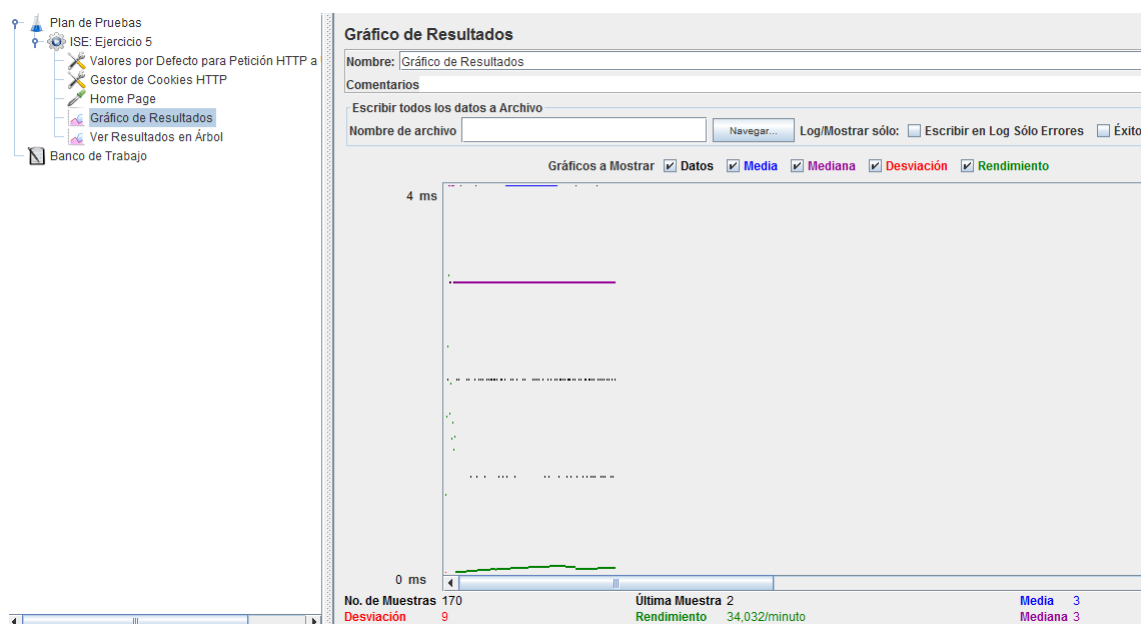 Plan de Pruebas
ISE: Ejercicio 5
Valores por Defecto para Petición HTTP a
Gestor de Cookies HTTP
Home Page
Gráfico de Resultados
Ver Resultados en Árbol
Banco de Trabajo
Gráfico de Resultados
Nombre: Gráfico de Resultados
Comentarios
Escribir todos los datos a Archivo
Nombre de archivo Navegar... Log/Mostrar sólo: Escribir en Log Sólo Errores Éxito
Gráficos a Mostrar Datos Media Mediana Desviación Rendimiento
4 ms
0 ms
No. de Muestras 170 Última Muestra 2 Media 3
Desviación 9 Rendimiento 34,032/minuto Mediana 3